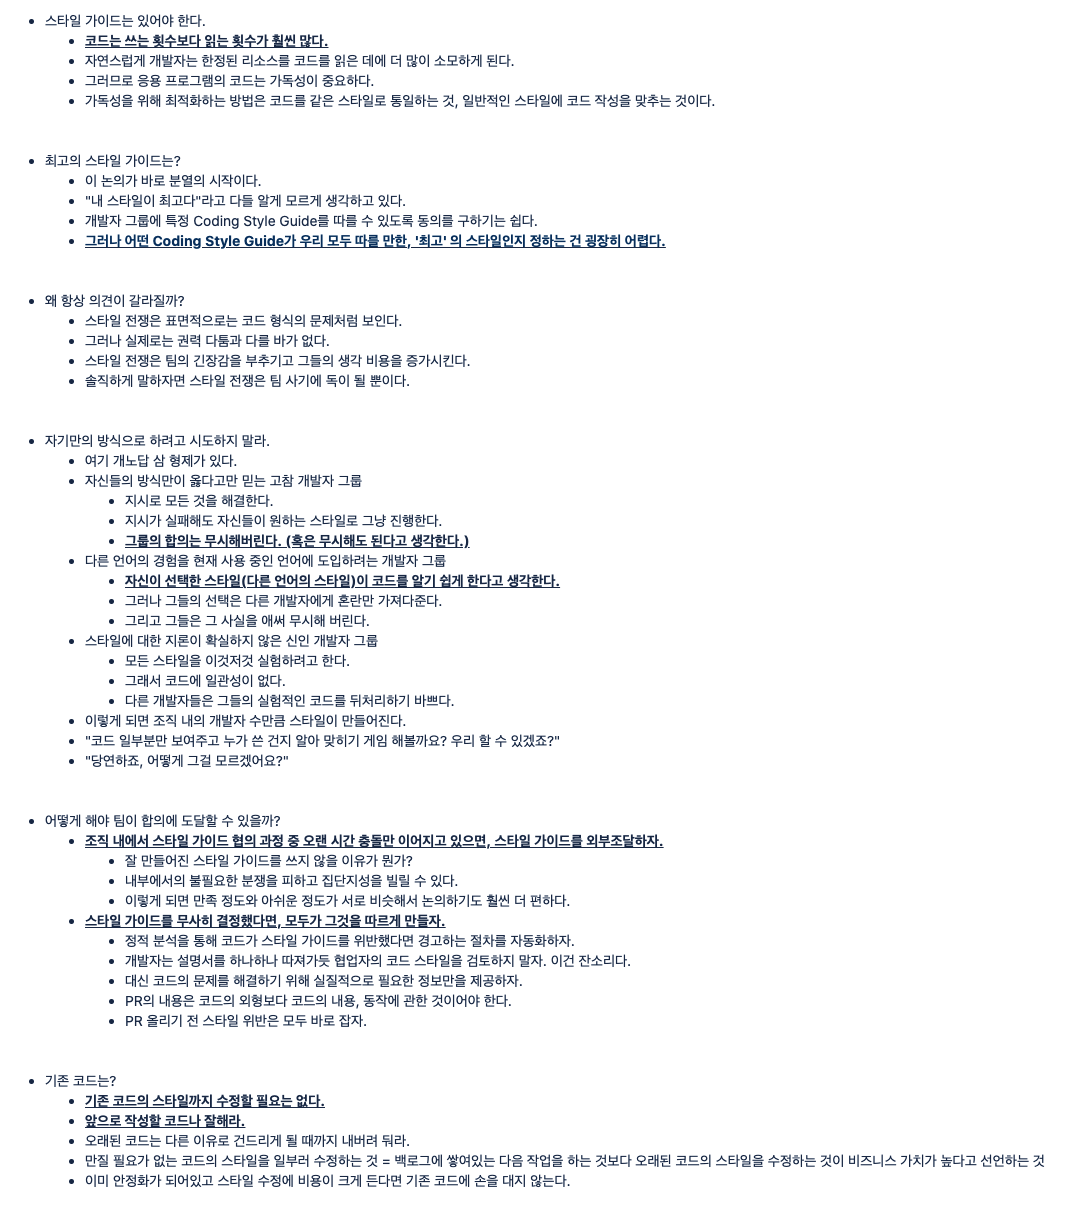 스타일 가이드는 있어야 한다.
코드는 쓰는 횟수보다 읽는 횟수가 훨씬 많다.
자연스럽게 개발자는 한정된 리소스를 코드를 읽은 데에 더 많이 소모하게 된다.
그러므로 응용 프로그램의 코드는 가독성이 중요하다.
가독성을 위해 최적화하는 방법은 코드를 같은 스타일로 통일하는 것, 일반적인 스타일에 코드 작성을 맞추는 것이다.
최고의 스타일 가이드는?
이 논의가 바로 분열의 시작이다.
"내 스타일이 최고다"라고 다들 알게 모르게 생각하고 있다.
개발자 그룹에 특정 Coding Style Guide를 따를 수 있도록 동의를 구하기는 쉽다.
그러나 어떤 Coding Style Guide가 우리 모두 따를 만한, '최고' 의 스타일인지 정하는 건 굉장히 어렵다.
왜 항상 의견이 갈라질까?
스타일 전쟁은 표면적으로는 코드 형식의 문제처럼 보인다.
그러나 실제로는 권력 다툼과 다를 바가 없다.
스타일 전쟁은 팀의 긴장감을 부추기고 그들의 생각 비용을 증가시킨다.
솔직하게 말하자면 스타일 전쟁은 팀 사기에 독이 될 뿐이다.
자기만의 방식으로 하려고 시도하지 말라.
여기 개노답 삼 형제가 있다.
자신들의 방식만이 옳다고만 믿는 고참 개발자 그룹
지시로 모든 것을 해결한다.
지시가 실패해도 자신들이 원하는 스타일로 그냥 진행한다.
그룹의 합의는 무시해버린다. (혹은 무시해도 된다고 생각한다.)
다른 언어의 경험을 현재 사용 중인 언어에 도입하려는 개발자 그룹
자신이 선택한 스타일(다른 언어의 스타일)이 코드를 알기 쉽게 한다고 생각한다.
그러나 그들의 선택은 다른 개발자에게 혼란만 가져다준다.
그리고 그들은 그 사실을 애써 무시해 버린다.
스타일에 대한 지론이 확실하지 않은 신인 개발자 그룹
모든 스타일을 이것저것 실험하려고 한다.
그래서 코드에 일관성이 없다.
다른 개발자들은 그들의 실험적인 코드를 뒤처리하기 바쁘다.
이렇게 되면 조직 내의 개발자 수만큼 스타일이 만들어진다.
"코드 일부분만 보여주고 누가 쓴 건지 알아 맞히기 게임 해볼까요? 우리 할 수 있겠죠?"
"당연하죠, 어떻게 그걸 모르겠어요?"
어떻게 해야 팀이 합의에 도달할 수 있을까?
조직 내에서 스타일 가이드 협의 과정 중 오랜 시간 충돌만 이어지고 있으면, 스타일 가이드를 외부조달하자.
잘 만들어진 스타일 가이드를 쓰지 않을 이유가 뭔가?
내부에서의 불필요한 분쟁을 피하고 집단지성을 빌릴 수 있다.
이렇게 되면 만족 정도와 아쉬운 정도가 서로 비슷해서 논의하기도 훨씬 더 편하다.
스타일 가이드를 무사히 결정했다면, 모두가 그것을 따르게 만들자.
정적 분석을 통해 코드가 스타일 가이드를 위반했다면 경고하는 절차를 자동화하자.
개발자는 설명서를 하나하나 따져가듯 협업자의 코드 스타일을 검토하지 말자. 이건 잔소리다.
대신 코드의 문제를 해결하기 위해 실질적으로 필요한 정보만을 제공하자.
PR의 내용은 코드의 외형보다 코드의 내용, 동작에 관한 것이어야 한다.
PR 올리기 전 스타일 위반은 모두 바로 잡자.
기존 코드는?
기존 코드의 스타일까지 수정할 필요는 없다.
앞으로 작성할 코드나 잘해라.
오래된 코드는 다른 이유로 건드리게 될 때까지 내버려 둬라.
만질 필요가 없는 코드의 스타일을 일부러 수정하는 것 = 백로그에 쌓여있는 다음 작업을 하는 것보다 오래된 코드의 스타일을 수정하는 것이 비즈니스 가치가 높다고 선언하는 것
이미 안정화가 되어있고 스타일 수정에 비용이 크게 든다면 기존 코드에 손을 대지 않는다.